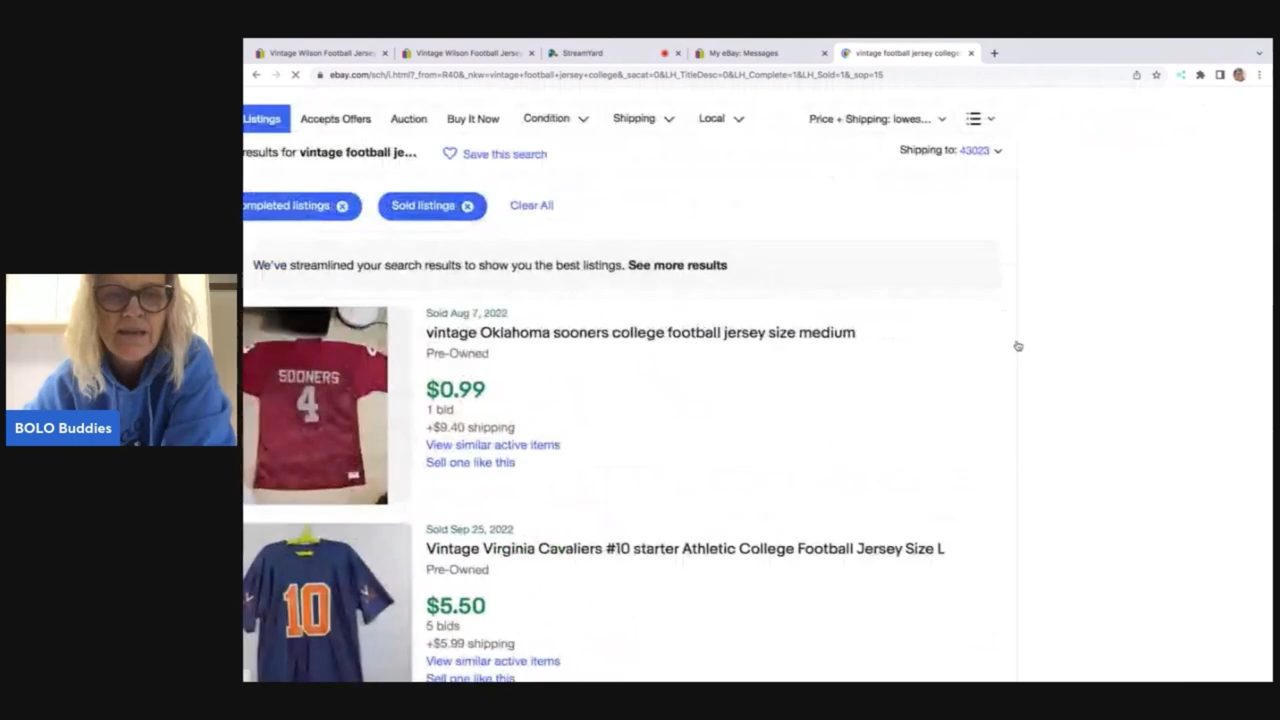 Vintage Wilson Football Jersey
Vintage Wilson Football Jersey
StreamYard
My eBay: Messages
vintage football jersey college
ebay.com/sch/i.html?_from=R40&_nkw=vintage+football+jersey+college&_sacat=0&LH_TitleDesc=0&LH_Complete=1&LH_Sold=1&_sop=15
Listings Accepts Offers Auction Buy It Now Condition Shipping Local Price + Shipping: lowes...
results for vintage football je... Save this search Shipping to: 43023
ompleted listings Sold listings Clear All
We've streamlined your search results to show you the best listings. See more results
Sold Aug 7, 2022
vintage Oklahoma sooners college football jersey size medium
Pre-Owned
SOONERS
4
$0.99
1 bid
+$9.40 shipping
View similar active items
Sell one like this
BOLO Buddies
Sold Sep 25, 2022
Vintage Virginia Cavaliers #10 starter Athletic College Football Jersey Size L
Pre-Owned
10
$5.50
5 bids
+$5.99 shipping
View similar active items
Sell one like this